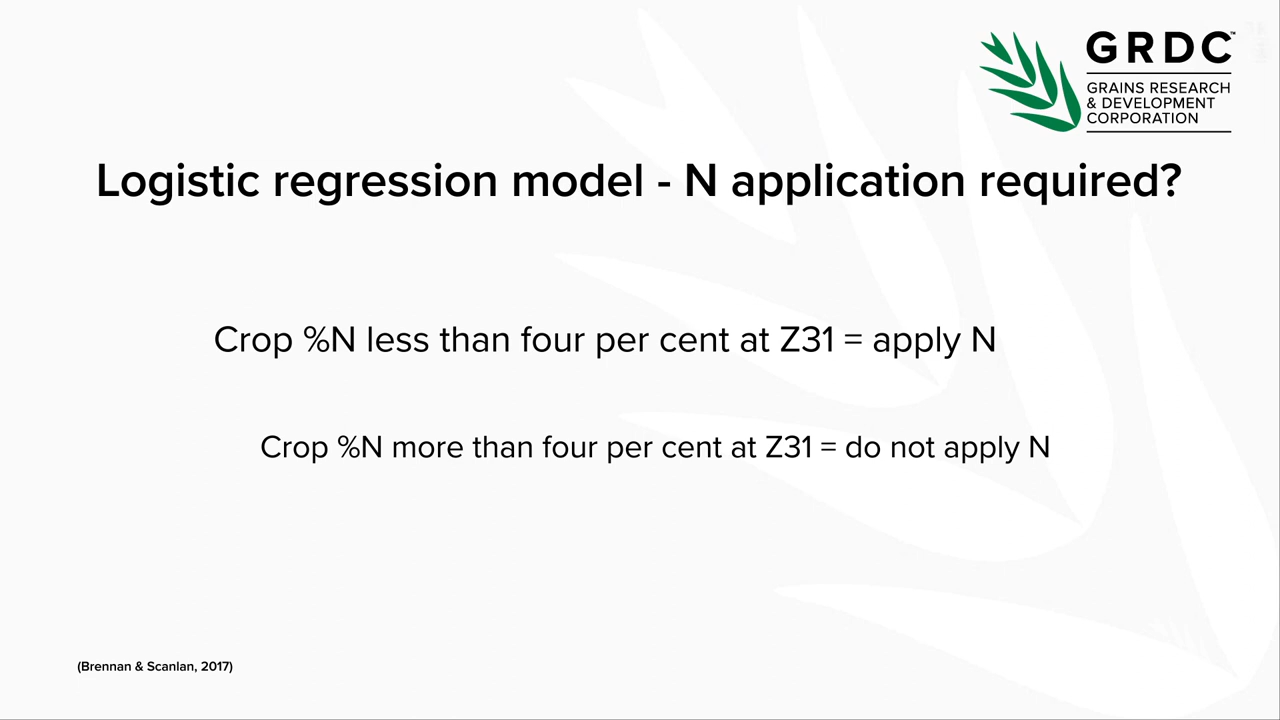 GRDC™
GRAINS RESEARCH
& DEVELOPMENT
CORPORATION
Logistic regression model - N application required?
Crop %N less than four per cent at Z31 = apply N
Crop %N more than four per cent at Z31 = do not apply N
(Brennan & Scanlan, 2017)